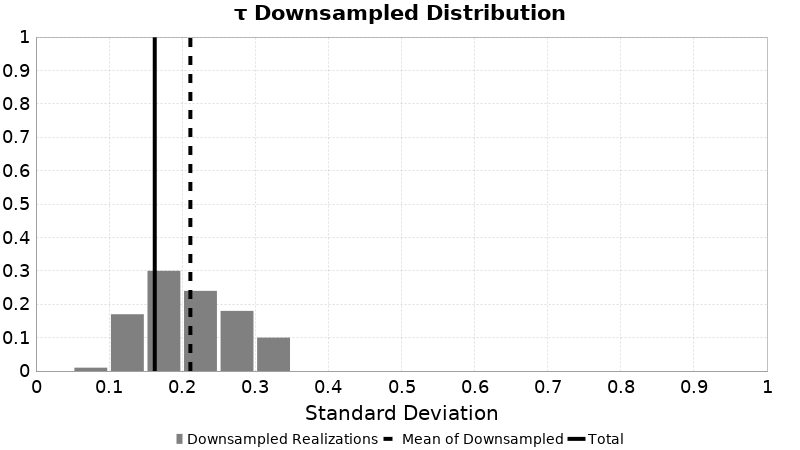 τ Downsampled Distribution
1
0.9
0.8
0.7
0.6
0.5
0.4
0.3
0.2
0.1
0
0 0.1 0.2 0.3 0.4 0.5 0.6 0.7 0.8 0.9 1
Standard Deviation
Downsampled Realizations Mean of Downsampled Total